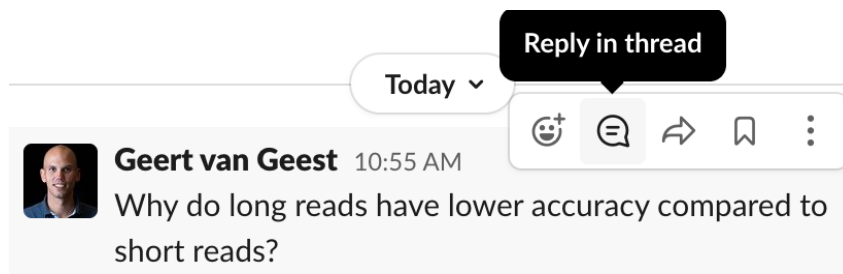 Reply in thread
Today
Geert van Geest 10:55 AM
Why do long reads have lower accuracy compared to
short reads?